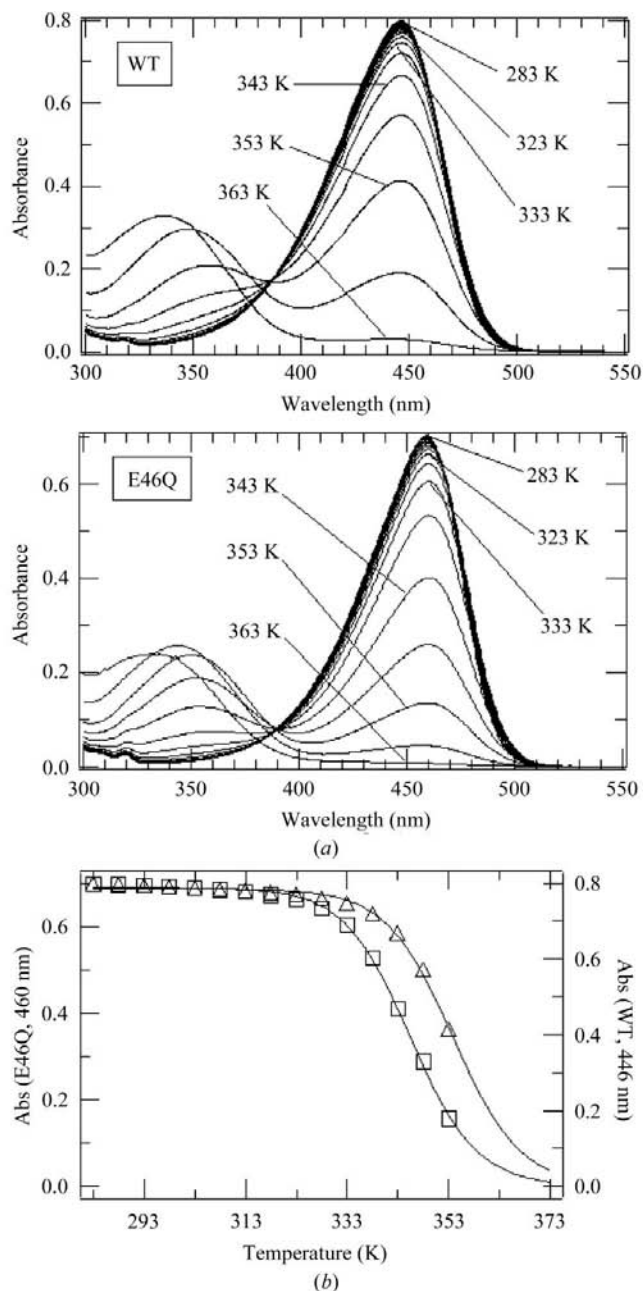 0.8
WT
283 K
343 K
0.6
323 K
353 K
Absorbance
0.4
363 K
333 K
0.2
0.0
300 350 400 450 500 550
Wavelength (nm)
E46Q
283 K
0.6
343 K
323 K
Absorbance
0.4
353 K
333 K
363 K
0.2
0.0
300 350 400 450 500 550
Wavelength (nm)
(a)
0.8
0.6
0.6
Abs (E46Q, 460 nm)
0.4
Abs (WT, 446 nm)
0.4
0.2
0.2
0.0 0.0
293 313 333 353 373
Temperature (K)
(b)